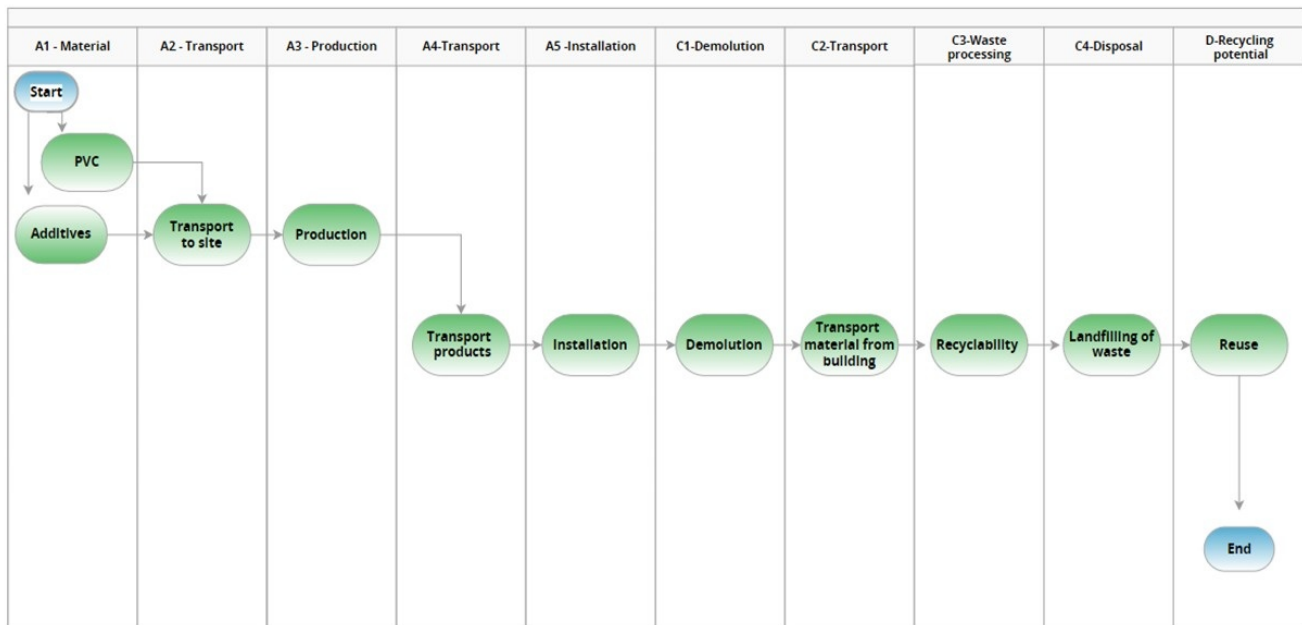 A1 - Material
A2 - Transport
A3 - Production
A4-Transport
A5 -Installation
C1-Demolution
C2-Transport
C3-Waste
processing
C4-Disposal
D-Recycling
potential
Start
PVC
Additives
Transport
to site
Production
Transport
products
Installation
Demolution
Transport
material from
building
Recyclability
Landfilling of
waste
Reuse
End